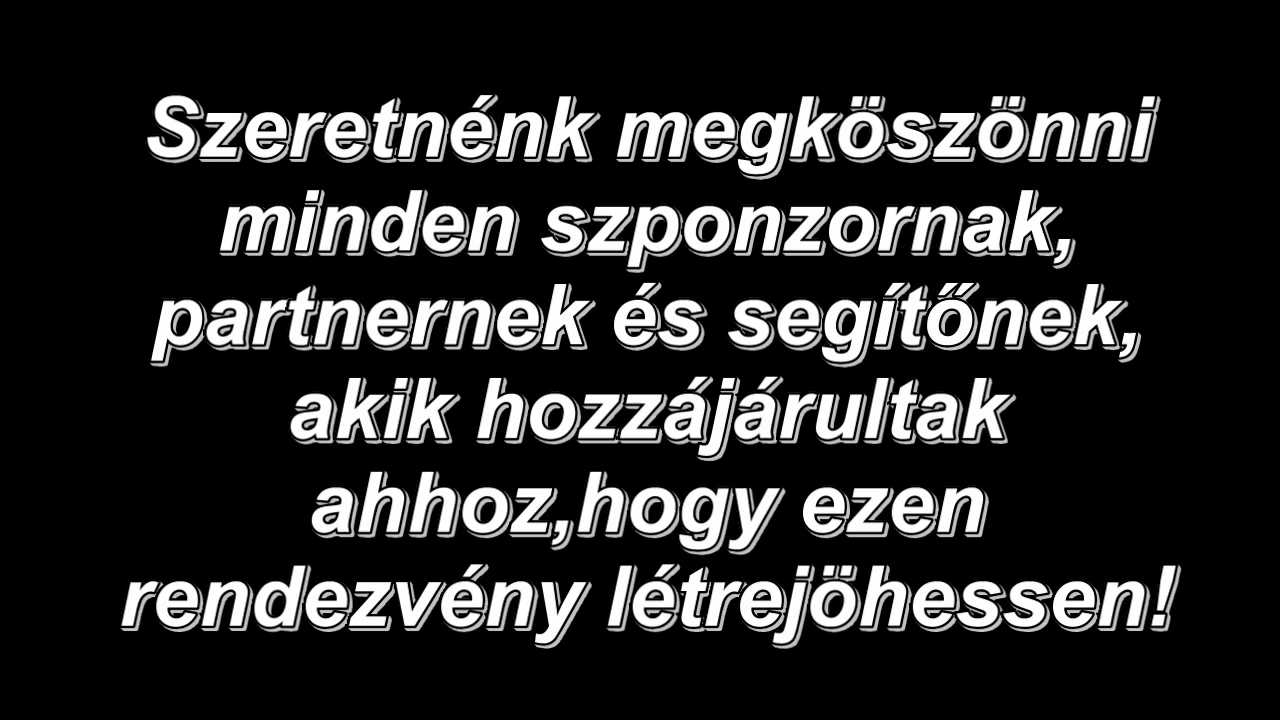 Szeretnénk megköszönni
minden szponzornak,
partnernek és segítőnek,
akik hozzájárultak
ahhoz,hogy ezen
rendezvény létrejöhessen!